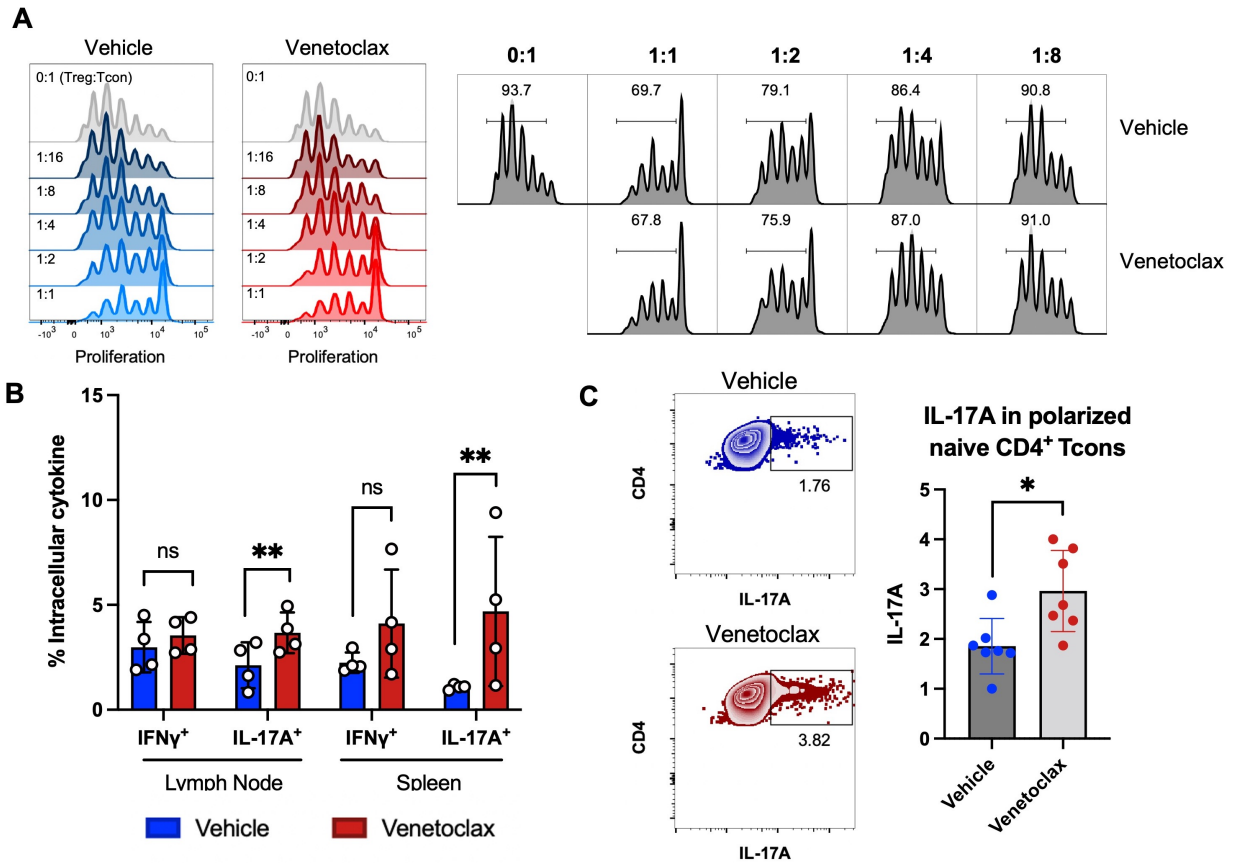 A
Vehicle
Venetoclax
0:1 (Treg:Tcon)
1:16
1:8
1:4
1:2
1:1
-10³ 0 10³ 10⁴ 10⁵
Proliferation
0:1
1:16
1:8
1:4
1:2
1:1
-10³ 0 10³ 10⁴ 10⁵
Proliferation
0:1 1:1 1:2 1:4 1:8
93.7 69.7 79.1 86.4 90.8
Vehicle
67.8 75.9 87.0 91.0
Venetoclax
B
% Intracellular cytokine
15
10
5
0
ns
**
ns
**
IFNγ⁺ IL-17A⁺ IFNγ⁺ IL-17A⁺
Lymph Node Spleen
Vehicle Venetoclax
C
Vehicle
CD4
1.76
IL-17A
Venetoclax
CD4
3.82
IL-17A
IL-17A in polarized
naive CD4⁺ Tcons
IL-17A
5
4
3
2
1
0
*
Vehicle
Venetoclax